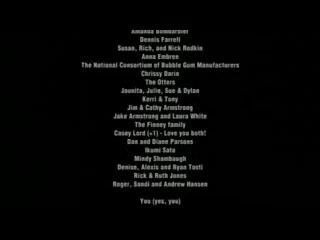 Amanda Bombardier
Dennis Farrell
Susan, Rich, and Nick Rodkin
Anna Embree
The National Consortium of Bubble Gum Manufacturers
Chrissy Darin
The Otters
Jounita, Julie, Sue & Dylan
Kerri & Tony
Jim & Cathy Armstrong
Jake Armstrong and Laura White
The Finney family
Casey Lord (+1) - Love you both!
Dan and Diane Parsons
Ikumi Sato
Mindy Shambaugh
Denise, Alexis and Ryan Tosti
Rick & Ruth Jones
Roger, Sandi and Andrew Hansen
You (yes, you)